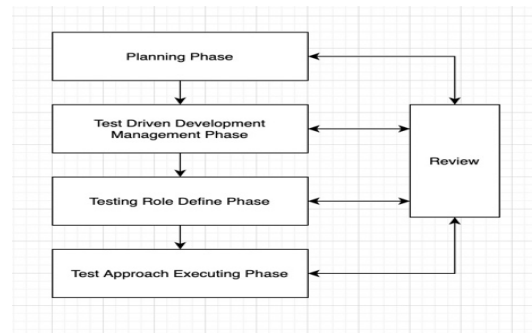 Planning Phase
Test Driven Development
Management Phase
Review
Testing Role Define Phase
Test Approach Executing Phase